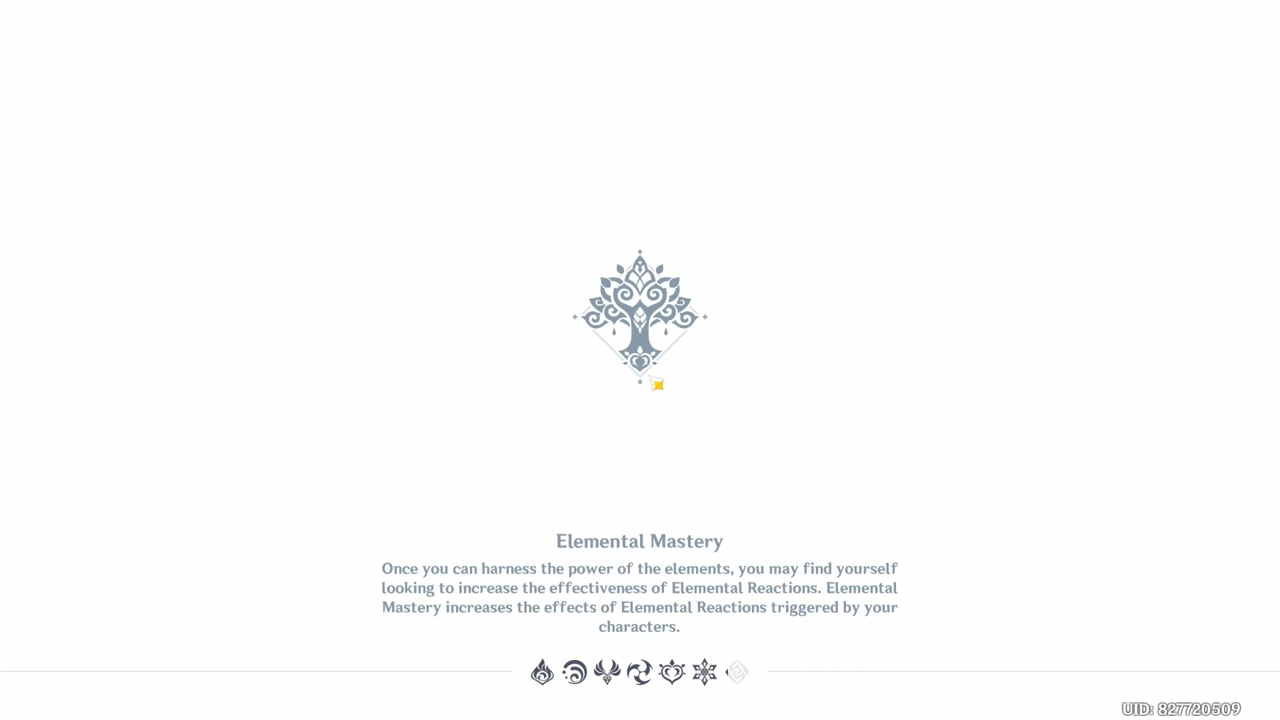 Elemental Mastery
Once you can harness the power of the elements, you may find yourself
looking to increase the effectiveness of Elemental Reactions. Elemental
Mastery increases the effects of Elemental Reactions triggered by your
characters.
UID: 827720509